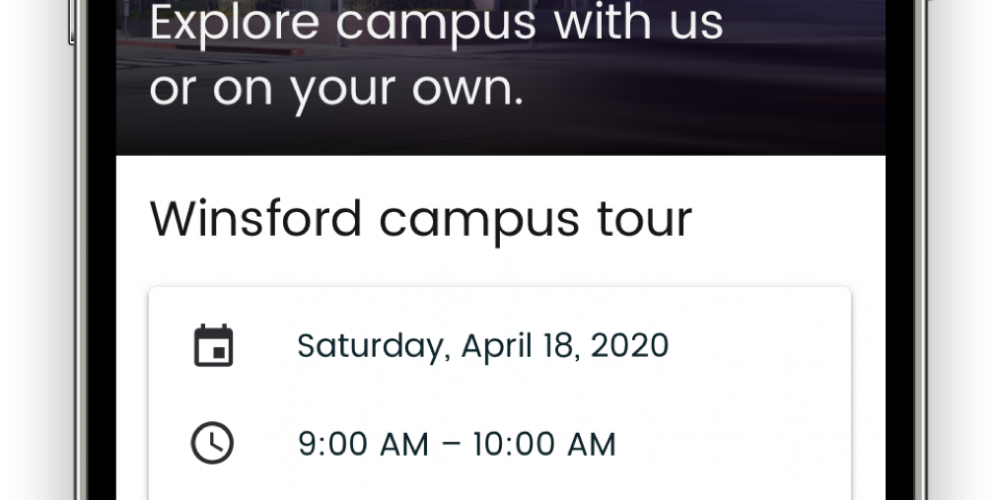 Explore campus with us
or on your own.
Winsford campus tour
Saturday, April 18, 2020
9:00 AM – 10:00 AM